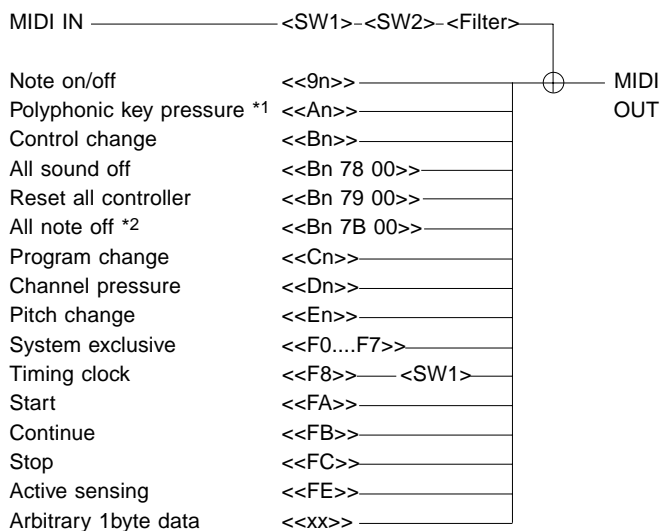 MIDI IN <SW1> <SW2> <Filter>
Note on/off <<9n>> MIDI
Polyphonic key pressure *1 <<An>> OUT
Control change <<Bn>>
All sound off <<Bn 78 00>>
Reset all controller <<Bn 79 00>>
All note off *2 <<Bn 7B 00>>
Program change <<Cn>>
Channel pressure <<Dn>>
Pitch change <<En>>
System exclusive <<F0....F7>>
Timing clock <<F8>> <SW1>
Start <<FA>>
Continue <<FB>>
Stop <<FC>>
Active sensing <<FE>>
Arbitrary 1byte data <<xx>>